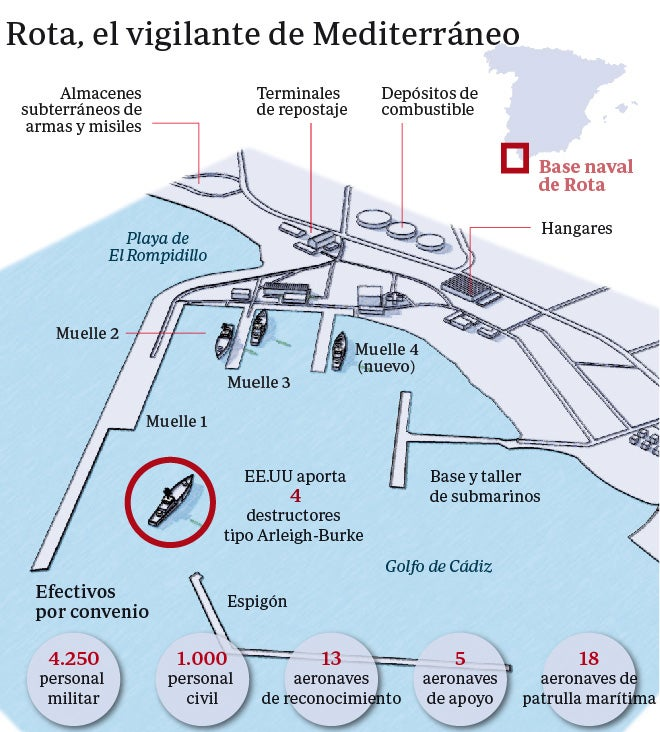 Rota, el vigilante de Mediterráneo
Almacenes
subterráneos de
armas y misiles
Terminales
de repostaje
Depósitos de
combustible
Base naval
de Rota
Hangares
Playa de
El Rompidillo
Muelle 2
Muelle 3
Muelle 4
(nuevo)
Muelle 1
EE.UU aporta
4
destructores
tipo Arleigh-Burke
Base y taller
de submarinos
Golfo de Cádiz
Espigón
Efectivos
por convenio
4.250
personal
militar
1.000
personal
civil
13
aeronaves
de reconocimiento
5
aeronaves
de apoyo
18
aeronaves de
patrulla marítima